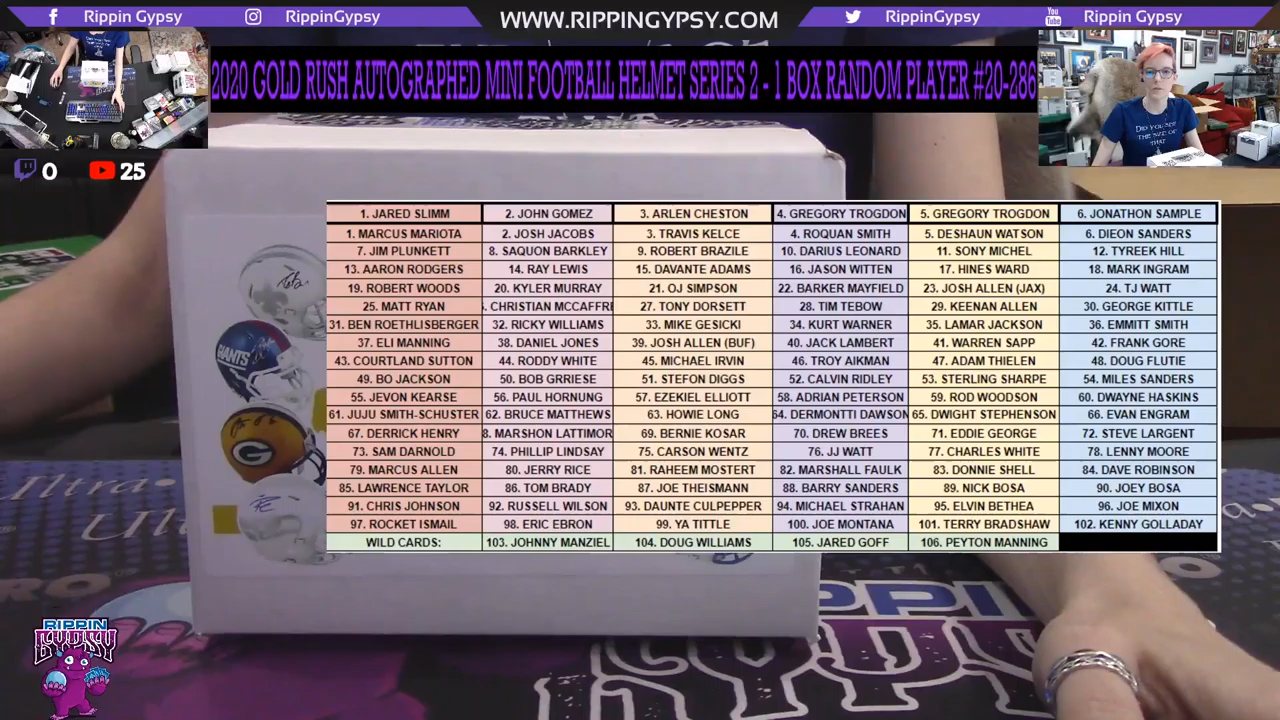 Rippin Gypsy
RippinGypsy
WWW.RIPPINGYPSY.COM
RippinGypsy
You Tube
Rippin Gypsy
2020 GOLD RUSH AUTOGRAPHED MINI FOOTBALL HELMET SERIES 2 - 1 BOX RANDOM PLAYER #20-286
DID YOU SEE
THE SIZE OF
THAT
0
25
1. JARED SLIMM 2. JOHN GOMEZ 3. ARLEN CHESTON 4. GREGORY TROGDON 5. GREGORY TROGDON 6. JONATHON SAMPLE
1. MARCUS MARIOTA 2. JOSH JACOBS 3. TRAVIS KELCE 4. ROQUAN SMITH 5. DESHAUN WATSON 6. DIEON SANDERS
7. JIM PLUNKETT 8. SAQUON BARKLEY 9. ROBERT BRAZILE 10. DARIUS LEONARD 11. SONY MICHEL 12. TYREEK HILL
13. AARON RODGERS 14. RAY LEWIS 15. DAVANTE ADAMS 16. JASON WITTEN 17. HINES WARD 18. MARK INGRAM
19. ROBERT WOODS 20. KYLER MURRAY 21. OJ SIMPSON 22. BARKER MAYFIELD 23. JOSH ALLEN (JAX) 24. TJ WATT
25. MATT RYAN . CHRISTIAN MCCAFFRE 27. TONY DORSETT 28. TIM TEBOW 29. KEENAN ALLEN 30. GEORGE KITTLE
31. BEN ROETHLISBERGER 32. RICKY WILLIAMS 33. MIKE GESICKI 34. KURT WARNER 35. LAMAR JACKSON 36. EMMITT SMITH
37. ELI MANNING 38. DANIEL JONES 39. JOSH ALLEN (BUF) 40. JACK LAMBERT 41. WARREN SAPP 42. FRANK GORE
43. COURTLAND SUTTON 44. RODDY WHITE 45. MICHAEL IRVIN 46. TROY AIKMAN 47. ADAM THIELEN 48. DOUG FLUTIE
49. BO JACKSON 50. BOB GRRIESE 51. STEFON DIGGS 52. CALVIN RIDLEY 53. STERLING SHARPE 54. MILES SANDERS
55. JEVON KEARSE 56. PAUL HORNUNG 57. EZEKIEL ELLIOTT 58. ADRIAN PETERSON 59. ROD WOODSON 60. DWAYNE HASKINS
61. JUJU SMITH-SCHUSTER 62. BRUCE MATTHEWS 63. HOWIE LONG 64. DERMONTTI DAWSON 65. DWIGHT STEPHENSON 66. EVAN ENGRAM
67. DERRICK HENRY 8. MARSHON LATTIMOR 69. BERNIE KOSAR 70. DREW BREES 71. EDDIE GEORGE 72. STEVE LARGENT
73. SAM DARNOLD 74. PHILLIP LINDSAY 75. CARSON WENTZ 76. JJ WATT 77. CHARLES WHITE 78. LENNY MOORE
79. MARCUS ALLEN 80. JERRY RICE 81. RAHEEM MOSTERT 82. MARSHALL FAULK 83. DONNIE SHELL 84. DAVE ROBINSON
85. LAWRENCE TAYLOR 86. TOM BRADY 87. JOE THEISMANN 88. BARRY SANDERS 89. NICK BOSA 90. JOEY BOSA
91. CHRIS JOHNSON 92. RUSSELL WILSON 93. DAUNTE CULPEPPER 94. MICHAEL STRAHAN 95. ELVIN BETHEA 96. JOE MIXON
97. ROCKET ISMAIL 98. ERIC EBRON 99. YA TITTLE 100. JOE MONTANA 101. TERRY BRADSHAW 102. KENNY GOLLADAY
WILD CARDS: 103. JOHNNY MANZIEL 104. DOUG WILLIAMS 105. JARED GOFF 106. PEYTON MANNING
GIANTS
G
Ultra
RIPPIN
GYPSY